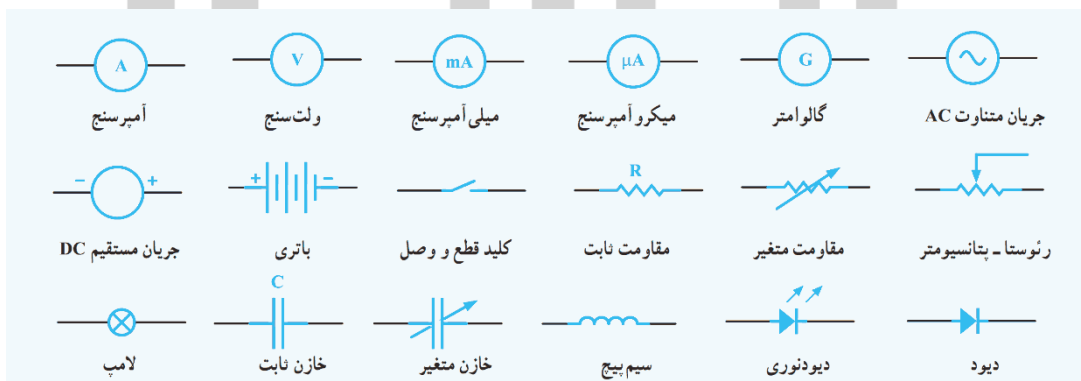 A V mA μA G
آمپرسنج ولت‌سنج میلی‌آمپرسنج میکروآمپرسنج گالوامتر جریان متناوت AC
− + + − R
جریان مستقیم DC باتری کلید قطع و وصل مقاومت ثابت مقاومت متغیر رئوستا ـ پتانسیومتر
C
لامپ خازن ثابت خازن متغیر سیم‌پیچ دیودنوری دیود